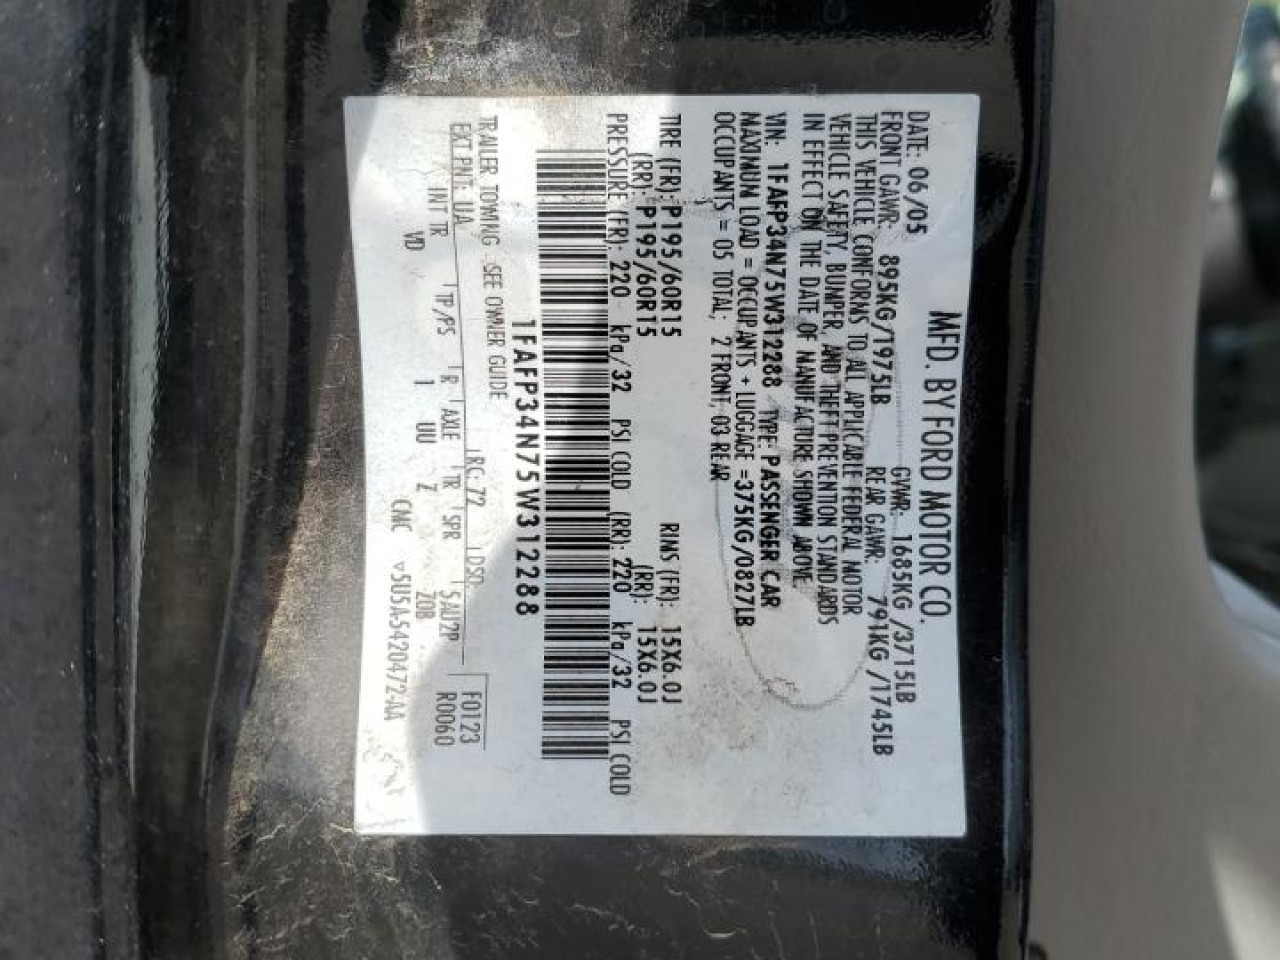 MFD. BY FORD MOTOR CO.
DATE: 06/05 GVWR: 1685KG/3715LB
FRONT GAWR: 895KG/1975LB REAR GAWR: 791KG/1745LB
THIS VEHICLE CONFORMS TO ALL APPLICABLE FEDERAL MOTOR
VEHICLE SAFETY, BUMPER, AND THEFT PREVENTION STANDARDS
IN EFFECT ON THE DATE OF MANUFACTURE SHOWN ABOVE.
VIN: 1FAFP34N75W312288 TYPE: PASSENGER CAR
MAXIMUM LOAD = OCCUPANTS + LUGGAGE = 375KG/0827LB
OCCUPANTS = 05 TOTAL; 2 FRONT, 03 REAR
TIRE (FR): P195/60R15 RIMS (FR): 15X6.0J
(RR): P195/60R15 (RR): 15X6.0J
PRESSURE (FR): 220 kPa/32 PSI COLD (RR): 220 kPa/32 PSI COLD
1FAFP34N75W312288
TRAILER TOWING SEE OWNER GUIDE
EXT PNT: UA RC: 72 DSO: F0123
INT TR TP/PS R AXLE TR SPR SAU2P R0060
VD 1 UU Z ZOB
CMC ▽5U5A-5420472-AA